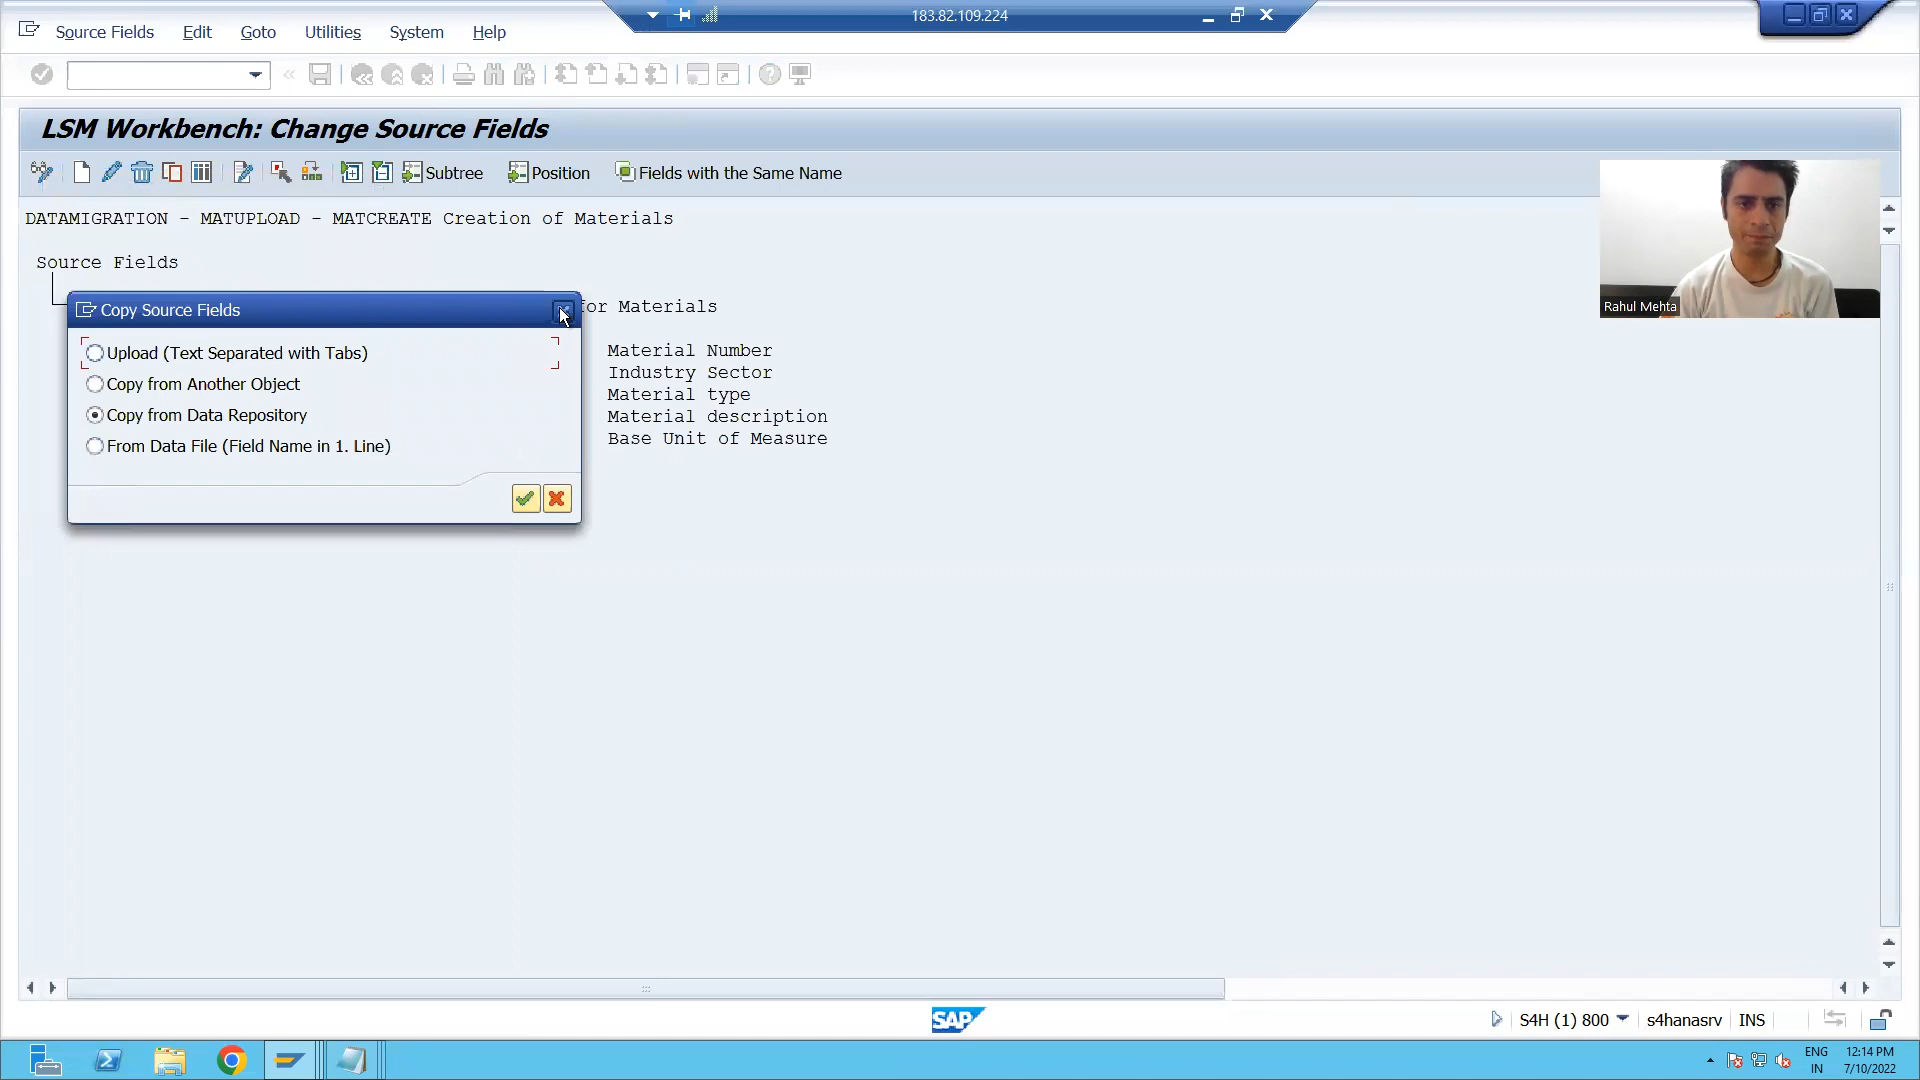 183.82.109.224
Source Fields Edit Goto Utilities System Help
LSM Workbench: Change Source Fields
Subtree Position Fields with the Same Name
DATAMIGRATION - MATUPLOAD - MATCREATE Creation of Materials
Source Fields
for Materials
Copy Source Fields
Upload (Text Separated with Tabs)
Copy from Another Object
Copy from Data Repository
From Data File (Field Name in 1. Line)
Material Number
Industry Sector
Material type
Material description
Base Unit of Measure
Rahul Mehta
SAP
S4H (1) 800 s4hanasrv INS
ENG 12:14 PM
IN 7/10/2022